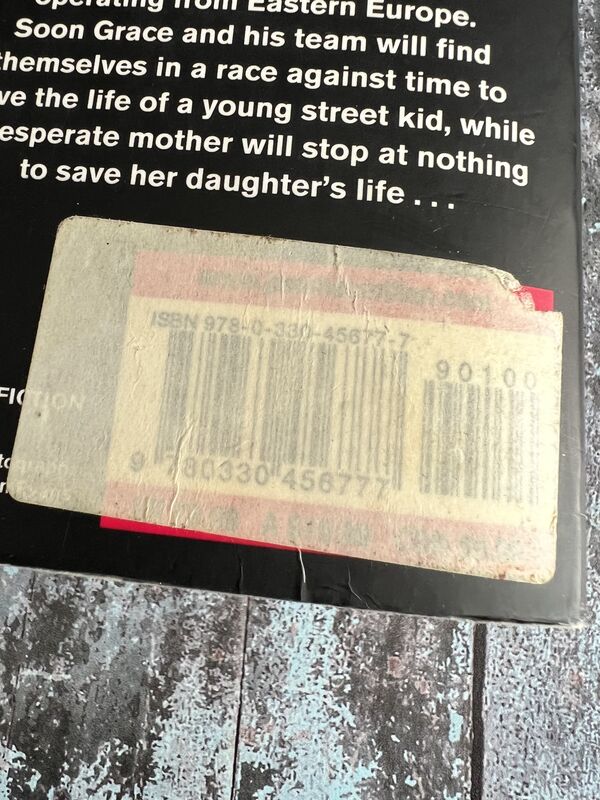 operating from Eastern Europe.
Soon Grace and his team will find
themselves in a race against time to
ve the life of a young street kid, while
esperate mother will stop at nothing
to save her daughter's life . . .
ISBN 978-0-330-45677-7
90100
FICTION
9 780330 456777